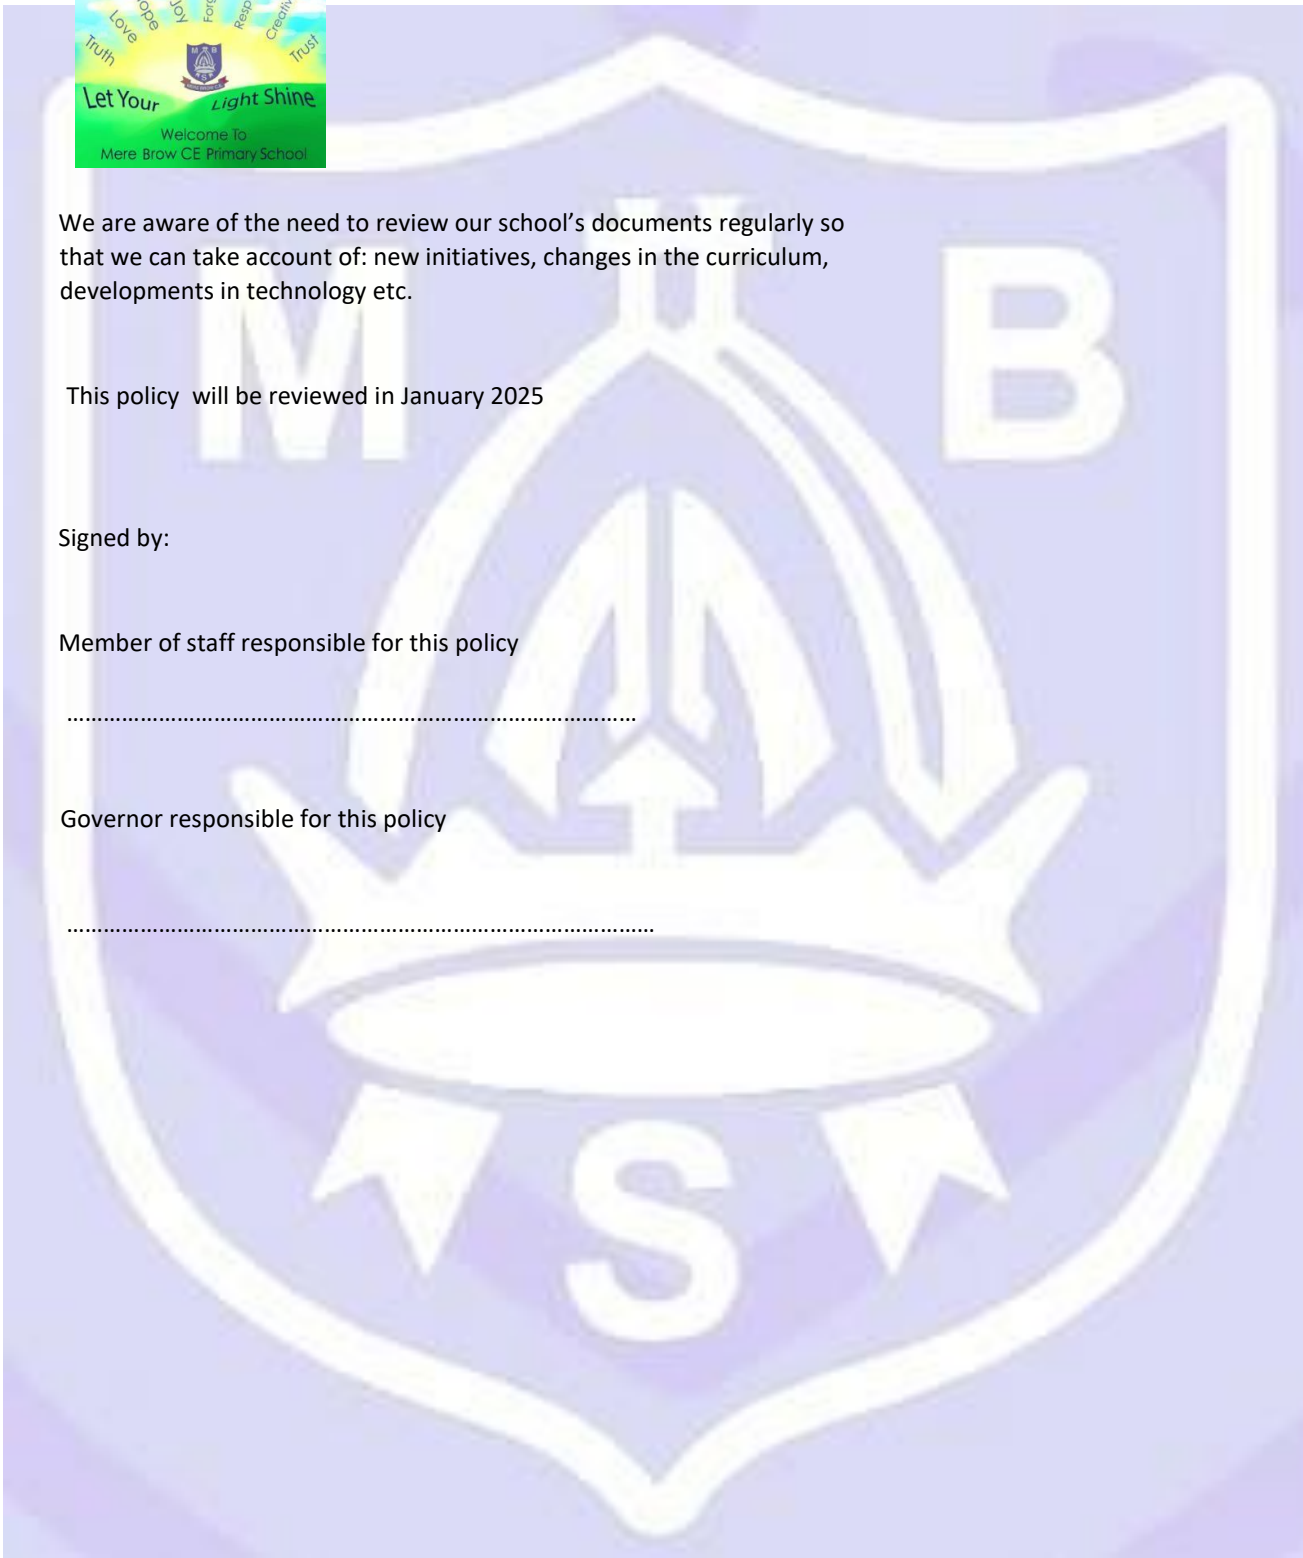 Truth
Love
Joy
Trust
M B
S
Let Your Light Shine
Welcome To
Mere Brow CE Primary School
We are aware of the need to review our school’s documents regularly so
that we can take account of: new initiatives, changes in the curriculum,
developments in technology etc.
This policy  will be reviewed in January 2025
Signed by:
Member of staff responsible for this policy
……………………………………………………………………………….
Governor responsible for this policy
………………………………………………………………………………….
M B
S